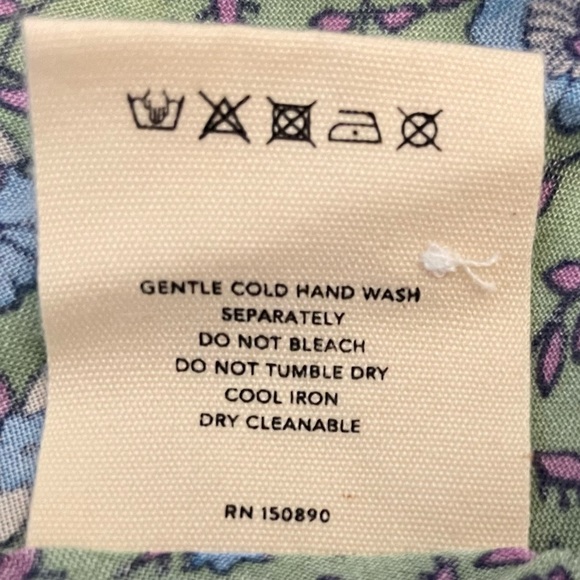 GENTLE COLD HAND WASH
SEPARATELY
DO NOT BLEACH
DO NOT TUMBLE DRY
COOL IRON
DRY CLEANABLE
RN 150890